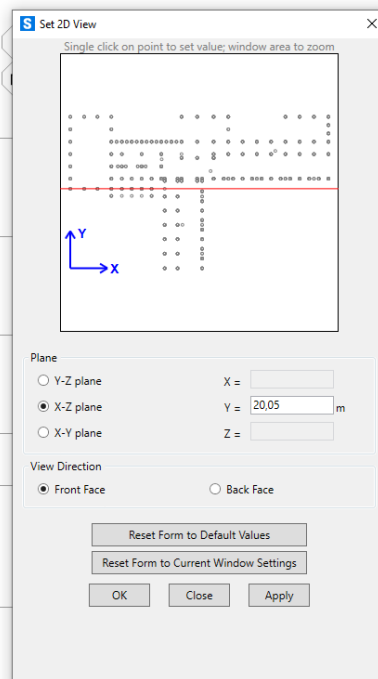 S Set 2D View
Single click on point to set value; window area to zoom
Y
X
Plane
Y-Z plane X =
X-Z plane Y = 20,05 m
X-Y plane Z =
View Direction
Front Face Back Face
Reset Form to Default Values
Reset Form to Current Window Settings
OK Close Apply